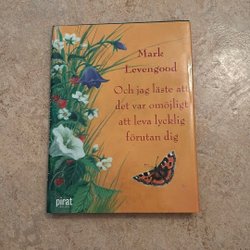 Mark
Levengood
Och jag läste att
det var omöjligt
att leva lycklig
förutan dig
pirat